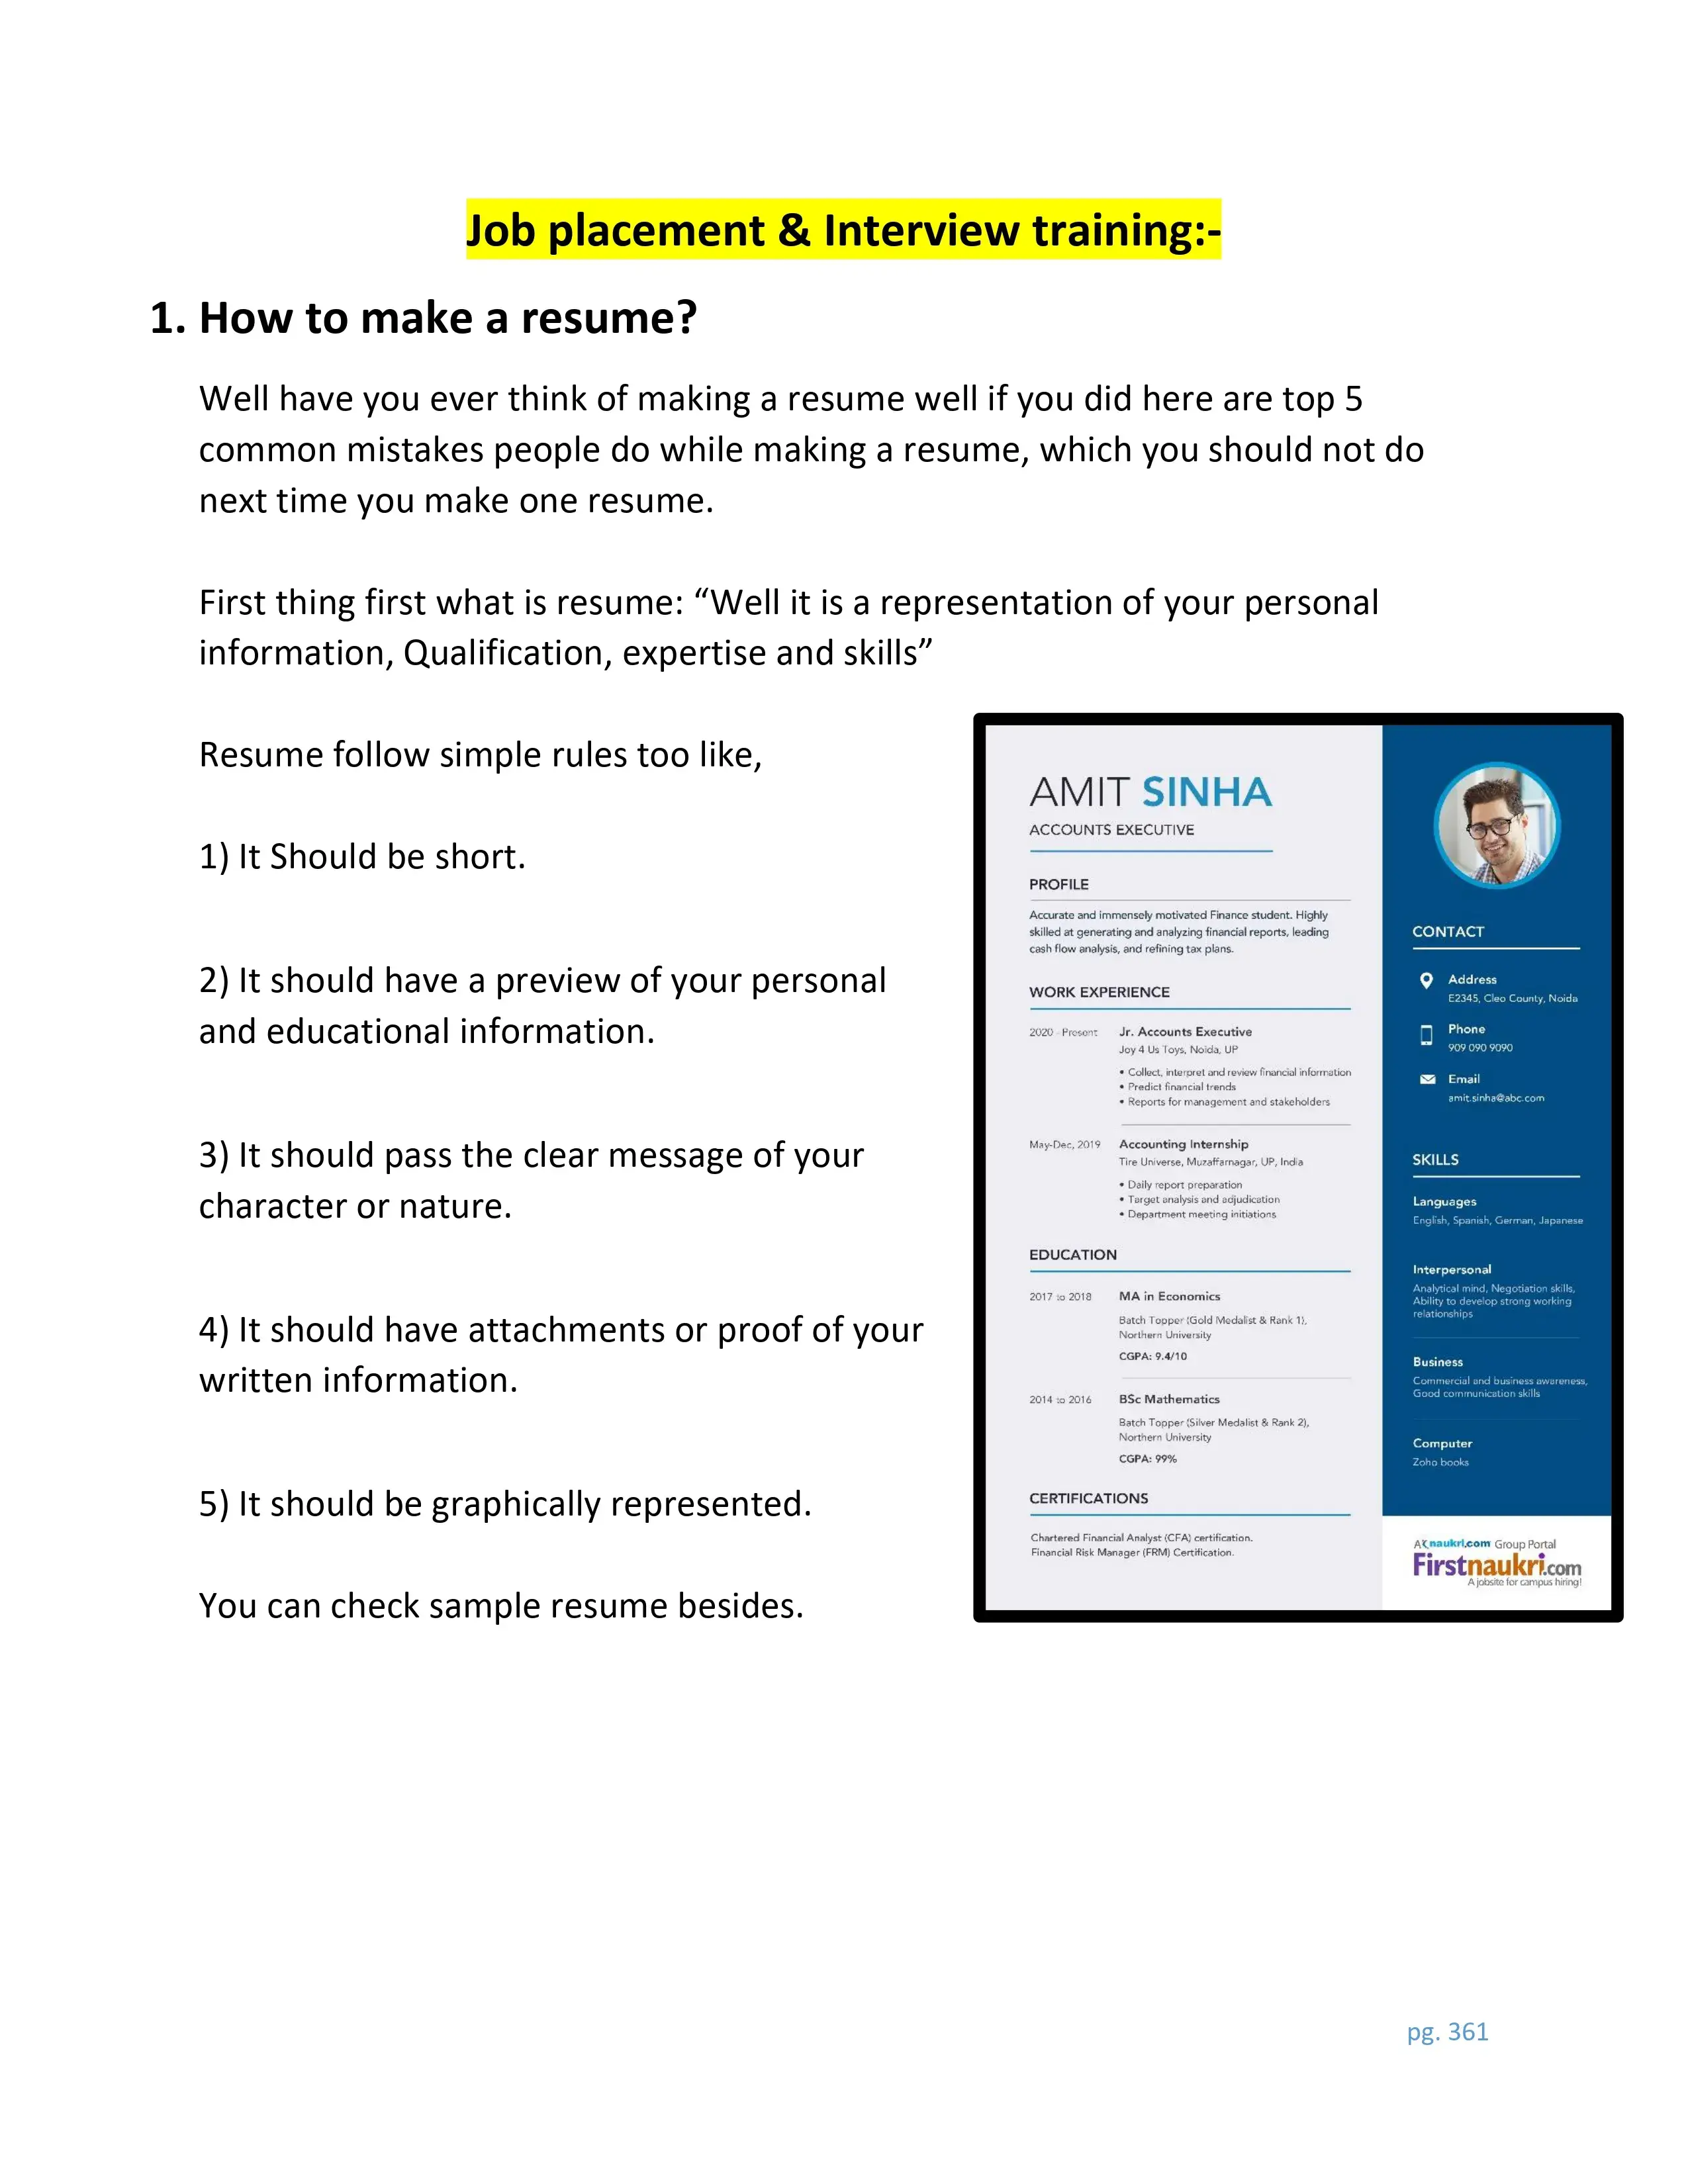 Job placement & Interview training:-
1. How to make a resume?
Well have you ever think of making a resume well if you did here are top 5
common mistakes people do while making a resume, which you should not do
next time you make one resume.
First thing first what is resume: “Well it is a representation of your personal
information, Qualification, expertise and skills”
Resume follow simple rules too like,
1) It Should be short.
2) It should have a preview of your personal
and educational information.
3) It should pass the clear message of your
character or nature.
4) It should have attachments or proof of your
written information.
5) It should be graphically represented.
You can check sample resume besides.
AMIT SINHA
ACCOUNTS EXECUTIVE
PROFILE
Accurate and immensely motivated Finance student. Highly
skilled at generating and analyzing financial reports, leading
cash flow analysis, and refining tax plans.
WORK EXPERIENCE
2020 - Present Jr. Accounts Executive
Joy 4 Us Toys, Noida, UP
• Collect, interpret and review financial information
• Predict financial trends
• Reports for management and stakeholders
May-Dec, 2019 Accounting Internship
Tire Universe, Muzaffarnagar, UP, India
• Daily report preparation
• Target analysis and adjudication
• Department meeting initiations
EDUCATION
2017 to 2018 MA in Economics
Batch Topper (Gold Medalist & Rank 1),
Northern University
CGPA: 9.4/10
2014 to 2016 BSc Mathematics
Batch Topper (Silver Medalist & Rank 2),
Northern University
CGPA: 99%
CERTIFICATIONS
Chartered Financial Analyst (CFA) certification.
Financial Risk Manager (FRM) Certification.
CONTACT
Address
E2345, Cleo County, Noida
Phone
909 090 9090
Email
amit.sinha@abc.com
SKILLS
Languages
English, Spanish, German, Japanese
Interpersonal
Analytical mind, Negotiation skills,
Ability to develop strong working
relationships
Business
Commercial and business awareness,
Good communication skills
Computer
Zoho books
A naukri.com Group Portal
Firstnaukri.com
A jobsite for campus hiring!
pg. 361